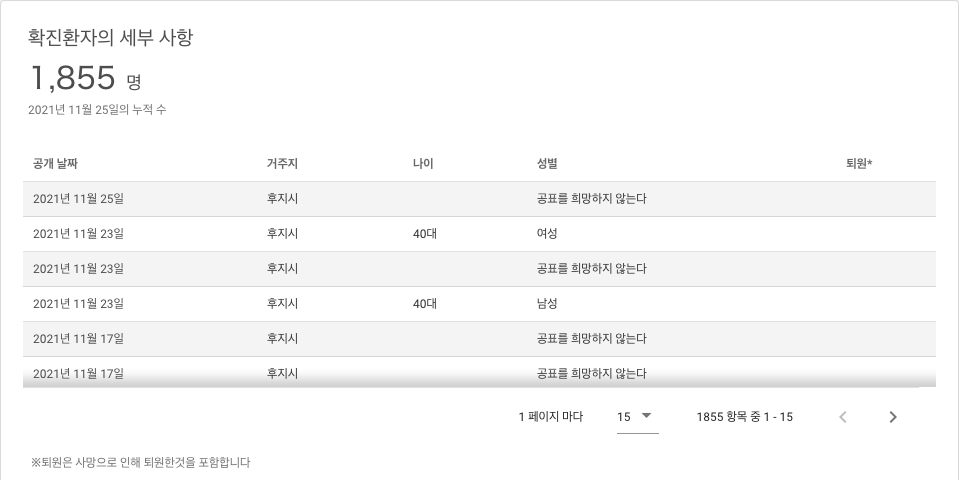 확진환자의 세부 사항
1,855 명
2021년 11월 25일의 누적 수
공개 날짜 거주지 나이 성별 퇴원*
2021년 11월 25일 후지시 공표를 희망하지 않는다
2021년 11월 23일 후지시 40대 여성
2021년 11월 23일 후지시 공표를 희망하지 않는다
2021년 11월 23일 후지시 40대 남성
2021년 11월 17일 후지시 공표를 희망하지 않는다
2021년 11월 17일 후지시 공표를 희망하지 않는다
1 페이지 마다 15 1855 항목 중 1 - 15
※퇴원은 사망으로 인해 퇴원한것을 포함합니다